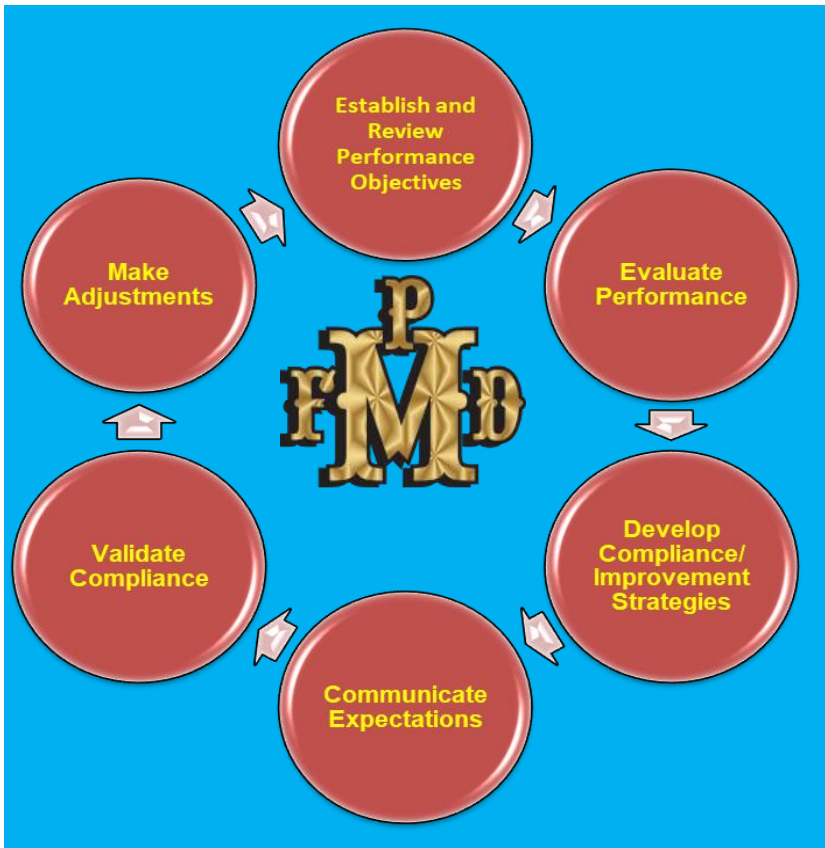 Establish and
Review
Performance
Objectives
Evaluate
Performance
Develop
Compliance/
Improvement
Strategies
Communicate
Expectations
Validate
Compliance
Make
Adjustments
P
F M D